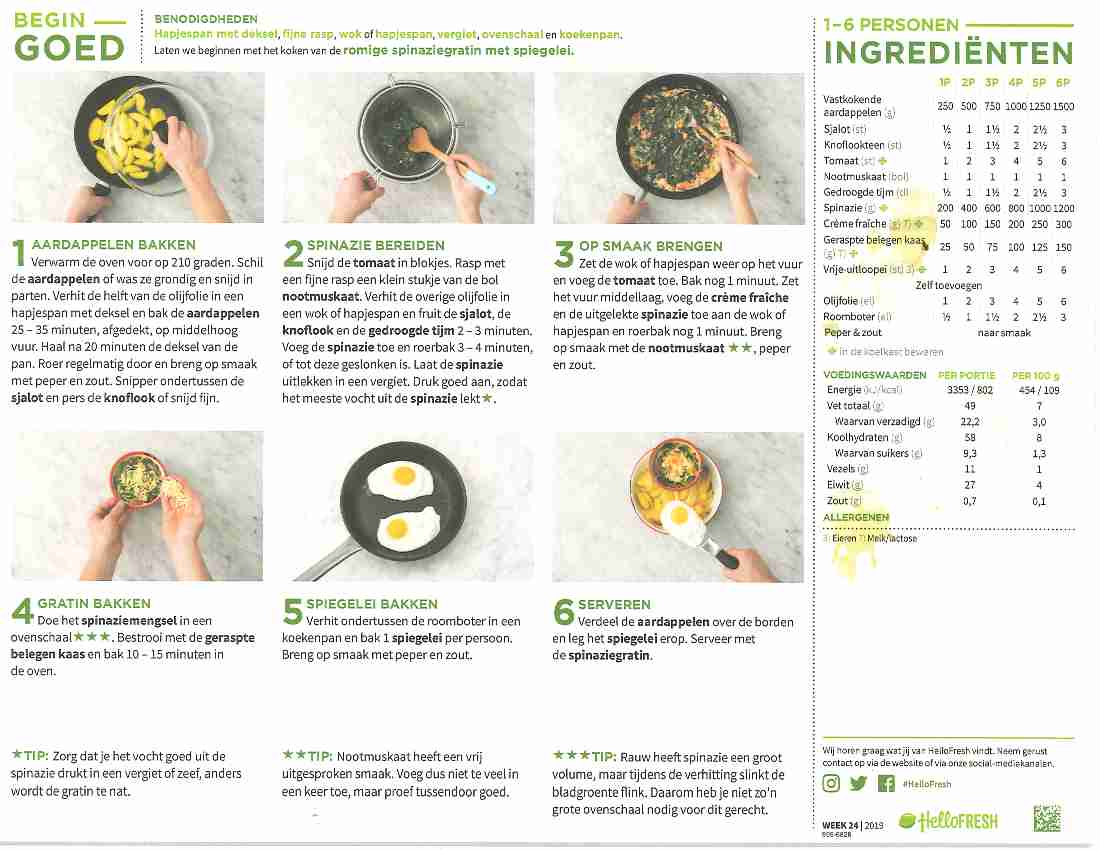 BEGIN
GOED
BENODIGDHEDEN
Hapjespan met deksel, fijne rasp, wok of hapjespan, vergiet, ovenschaal en koekenpan.
Laten we beginnen met het koken van de romige spinaziegratin met spiegelei.
1 AARDAPPELEN BAKKEN
Verwarm de oven voor op 210 graden. Schil
de aardappelen of was ze grondig en snijd in
parten. Verhit de helft van de olijfolie in een
hapjespan met deksel en bak de aardappelen
25 – 35 minuten, afgedekt, op middelhoog
vuur. Haal na 20 minuten de deksel van de
pan. Roer regelmatig door en breng op smaak
met peper en zout. Snipper ondertussen de
sjalot en pers de knoflook of snijd fijn.
2 SPINAZIE BEREIDEN
Snijd de tomaat in blokjes. Rasp met
een fijne rasp een klein stukje van de bol
nootmuskaat. Verhit de overige olijfolie in
een wok of hapjespan en fruit de sjalot, de
knoflook en de gedroogde tijm 2 – 3 minuten.
Voeg de spinazie toe en roerbak 3 – 4 minuten,
of tot deze geslonken is. Laat de spinazie
uitlekken in een vergiet. Druk goed aan, zodat
het meeste vocht uit de spinazie lekt★.
3 OP SMAAK BRENGEN
Zet de wok of hapjespan weer op het vuur
en voeg de tomaat toe. Bak nog 1 minuut. Zet
het vuur middellaag, voeg de crème fraîche
en de uitgelekte spinazie toe aan de wok of
hapjespan en roerbak nog 1 minuut. Breng
op smaak met de nootmuskaat ★★, peper
en zout.
4 GRATIN BAKKEN
Doe het spinaziemengsel in een
ovenschaal★★★. Bestrooi met de geraspte
belegen kaas en bak 10 – 15 minuten in
de oven.
5 SPIEGELEI BAKKEN
Verhit ondertussen de roomboter in een
koekenpan en bak 1 spiegelei per persoon.
Breng op smaak met peper en zout.
6 SERVEREN
Verdeel de aardappelen over de borden
en leg het spiegelei erop. Serveer met
de spinaziegratin.
★TIP: Zorg dat je het vocht goed uit de
spinazie drukt in een vergiet of zeef, anders
wordt de gratin te nat.
★★TIP: Nootmuskaat heeft een vrij
uitgesproken smaak. Voeg dus niet te veel in
een keer toe, maar proef tussendoor goed.
★★★TIP: Rauw heeft spinazie een groot
volume, maar tijdens de verhitting slinkt de
bladgroente flink. Daarom heb je niet zo'n
grote ovenschaal nodig voor dit gerecht.
1–6 PERSONEN
INGREDIËNTEN
1P 2P 3P 4P 5P 6P
Vastkokende
aardappelen (g) 250 500 750 1000 1250 1500
Sjalot (st) ½ 1 1½ 2 2½ 3
Knoflookteen (st) ½ 1 1½ 2 2½ 3
Tomaat (st) 1 2 3 4 5 6
Nootmuskaat (bol) 1 1 1 1 1 1
Gedroogde tijm (el) ½ 1 1½ 2 2½ 3
Spinazie (g) 200 400 600 800 1000 1200
Crème fraîche (g) 7) 50 100 150 200 250 300
Geraspte belegen kaas
(g) 7) 25 50 75 100 125 150
Vrije-uitloopei (st) 3) 1 2 3 4 5 6
Zelf toevoegen
Olijfolie (el) 1 2 3 4 5 6
Roomboter (el) ½ 1 1½ 2 2½ 3
Peper & zout naar smaak
in de koelkast bewaren
VOEDINGSWAARDEN PER PORTIE PER 100 g
Energie (kJ/kcal) 3353 / 802 454 / 109
Vet totaal (g) 49 7
Waarvan verzadigd (g) 22,2 3,0
Koolhydraten (g) 58 8
Waarvan suikers (g) 9,3 1,3
Vezels (g) 11 1
Eiwit (g) 27 4
Zout (g) 0,7 0,1
ALLERGENEN
3) Eieren 7) Melk/lactose
Wij horen graag wat jij van HelloFresh vindt. Neem gerust
contact op via de website of via onze social-mediakanalen.
#HelloFresh
WEEK 24 | 2019
HelloFRESH